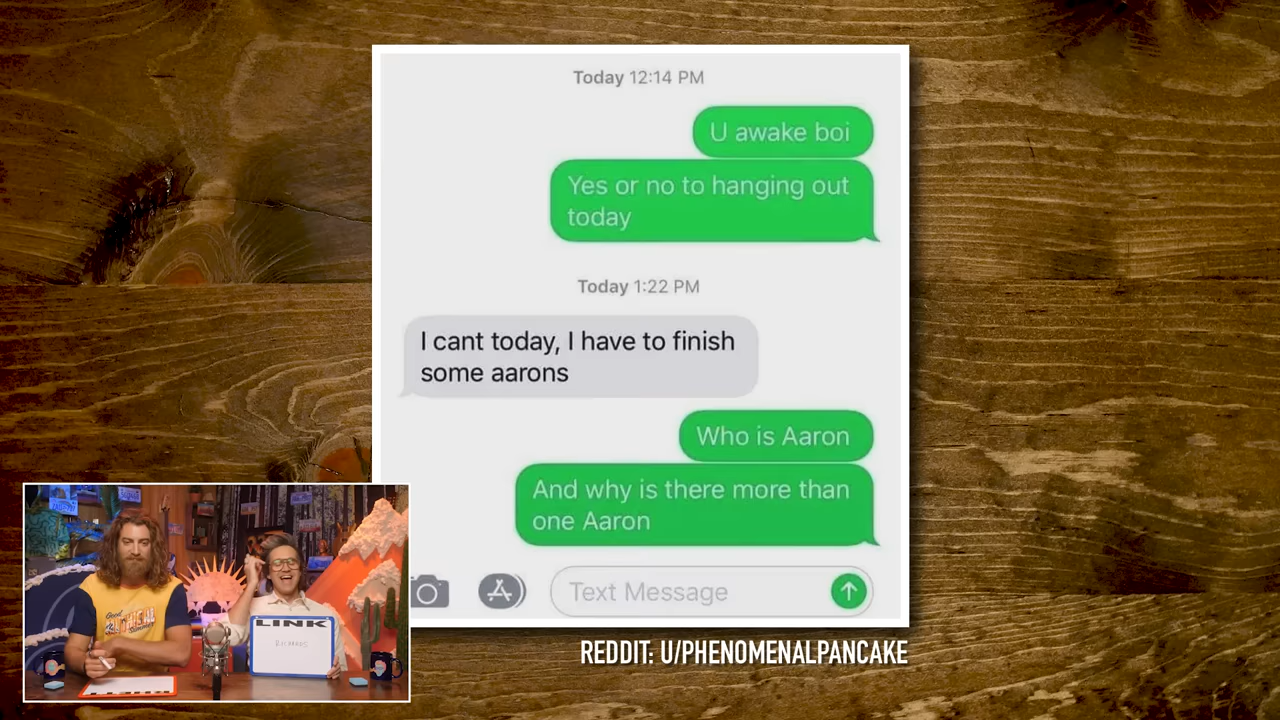 Today 12:14 PM
U awake boi
Yes or no to hanging out
today
Today 1:22 PM
I cant today, I have to finish
some aarons
Who is Aaron
And why is there more than
one Aaron
Text Message
REDDIT: U/PHENOMENALPANCAKE
Good
LINK